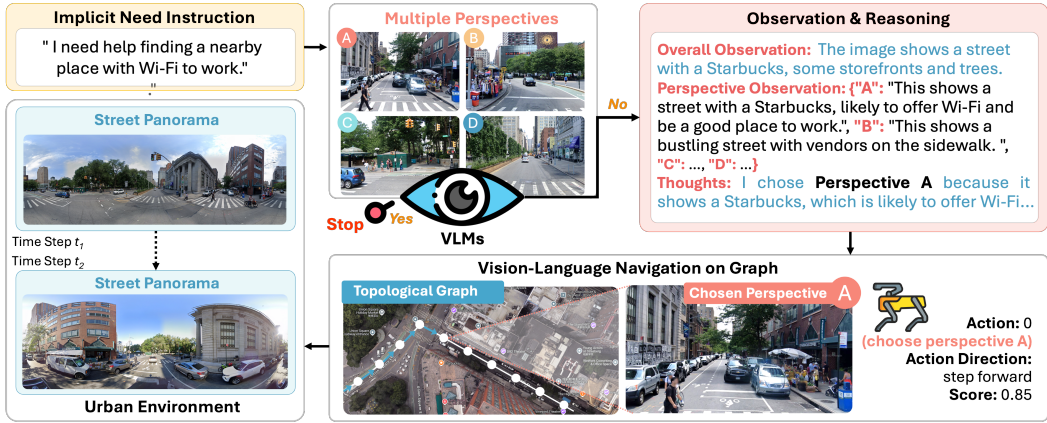 Implicit Need Instruction
" I need help finding a nearby
place with Wi-Fi to work."
"
Street Panorama
Time Step t1
Time Step t2
Street Panorama
Urban Environment
Multiple Perspectives
A
B
C
D
Stop
Yes
No
VLMs
Observation & Reasoning
Overall Observation: The image shows a street
with a Starbucks, some storefronts and trees.
Perspective Observation: {"A": "This shows a
street with a Starbucks, likely to offer Wi-Fi and
be a good place to work.", "B": "This shows a
bustling street with vendors on the sidewalk. ",
"C": ..., "D": ...}
Thoughts: I chose Perspective A because it
shows a Starbucks, which is likely to offer Wi-Fi...
Vision-Language Navigation on Graph
Topological Graph
Chosen Perspective
A
Action: 0
(choose perspective A)
Action Direction:
step forward
Score: 0.85